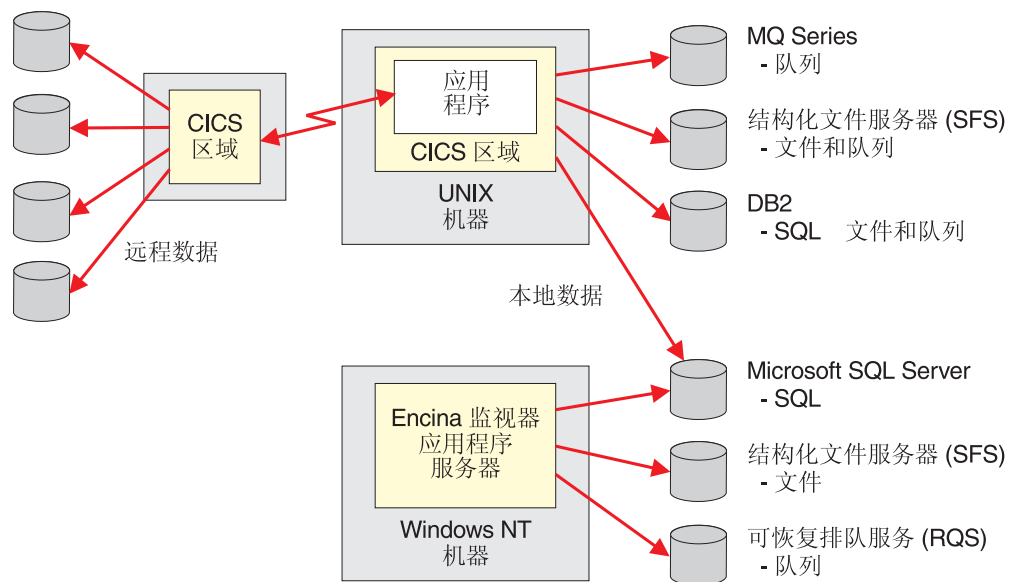 CICS
区域
远程数据
应用
程序
CICS 区域
UNIX
机器
MQ Series
- 队列
结构化文件服务器 (SFS)
- 文件和队列
DB2
- SQL 文件和队列
本地数据
Encina 监视器
应用程序
服务器
Windows NT
机器
Microsoft SQL Server
- SQL
结构化文件服务器 (SFS)
- 文件
可恢复排队服务 (RQS)
- 队列